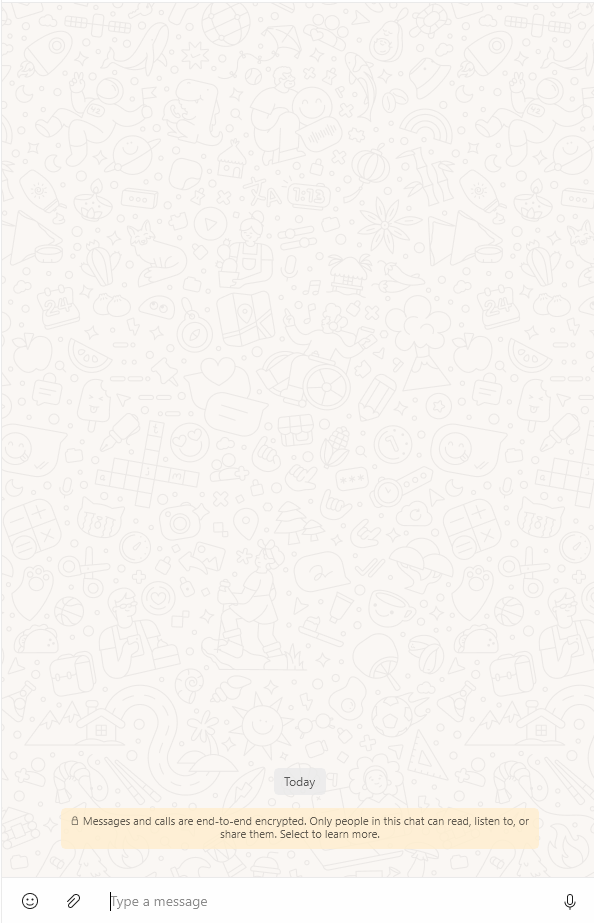 Today
Messages and calls are end-to-end encrypted. Only people in this chat can read, listen to, or
share them. Select to learn more.
Type a message